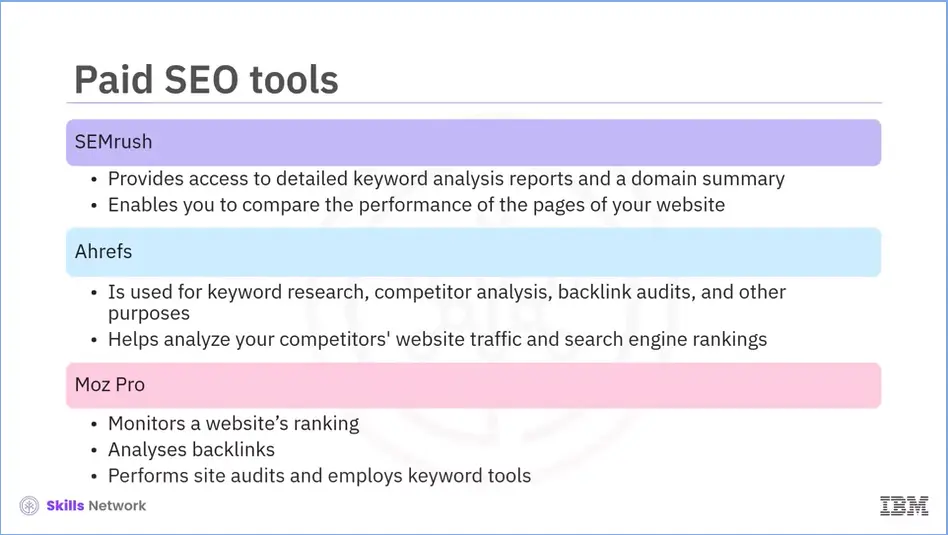 Paid SEO tools
SEMrush
• Provides access to detailed keyword analysis reports and a domain summary
• Enables you to compare the performance of the pages of your website
Ahrefs
• Is used for keyword research, competitor analysis, backlink audits, and other
purposes
• Helps analyze your competitors' website traffic and search engine rankings
Moz Pro
• Monitors a website’s ranking
• Analyses backlinks
• Performs site audits and employs keyword tools
Skills Network
IBM